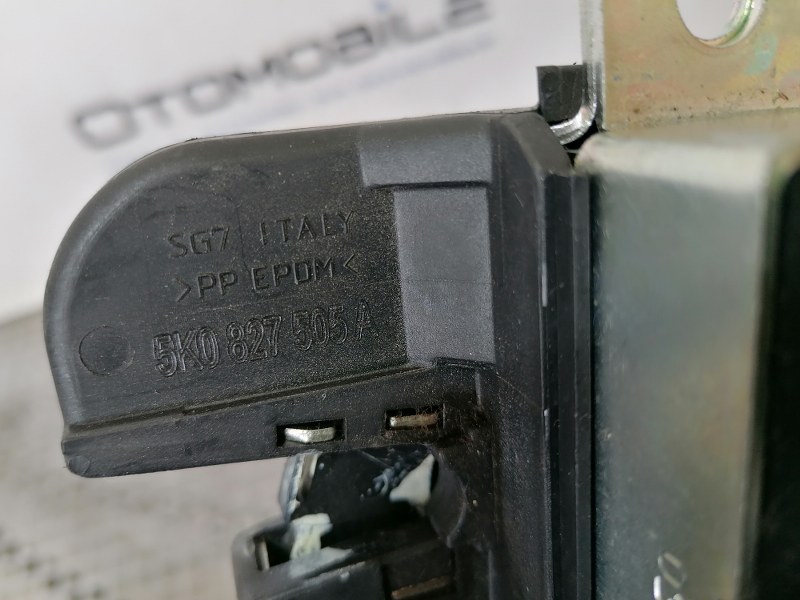 OTOMOBILE
SG7 ITALY
>PP EPDM<
5K0 827 505 A